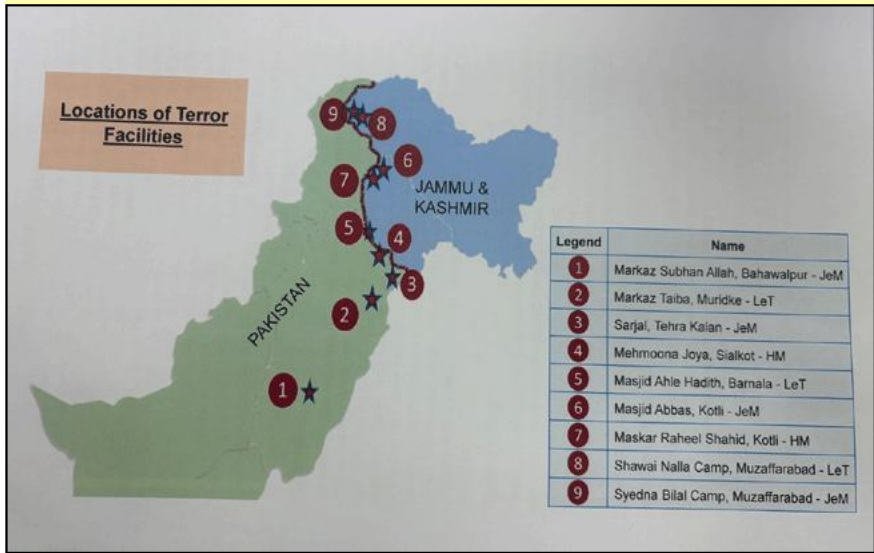 Locations of Terror
Facilities
9
8
6
7
JAMMU &
KASHMIR
5
4
3
2
PAKISTAN
1
Legend Name
1 Markaz Subhan Allah, Bahawalpur - JeM
2 Markaz Taiba, Muridke - LeT
3 Sarjal, Tehra Kalan - JeM
4 Mehmoona Joya, Sialkot - HM
5 Masjid Ahle Hadith, Barnala - LeT
6 Masjid Abbas, Kotli - JeM
7 Maskar Raheel Shahid, Kotli - HM
8 Shawai Nalla Camp, Muzaffarabad - LeT
9 Syedna Bilal Camp, Muzaffarabad - JeM